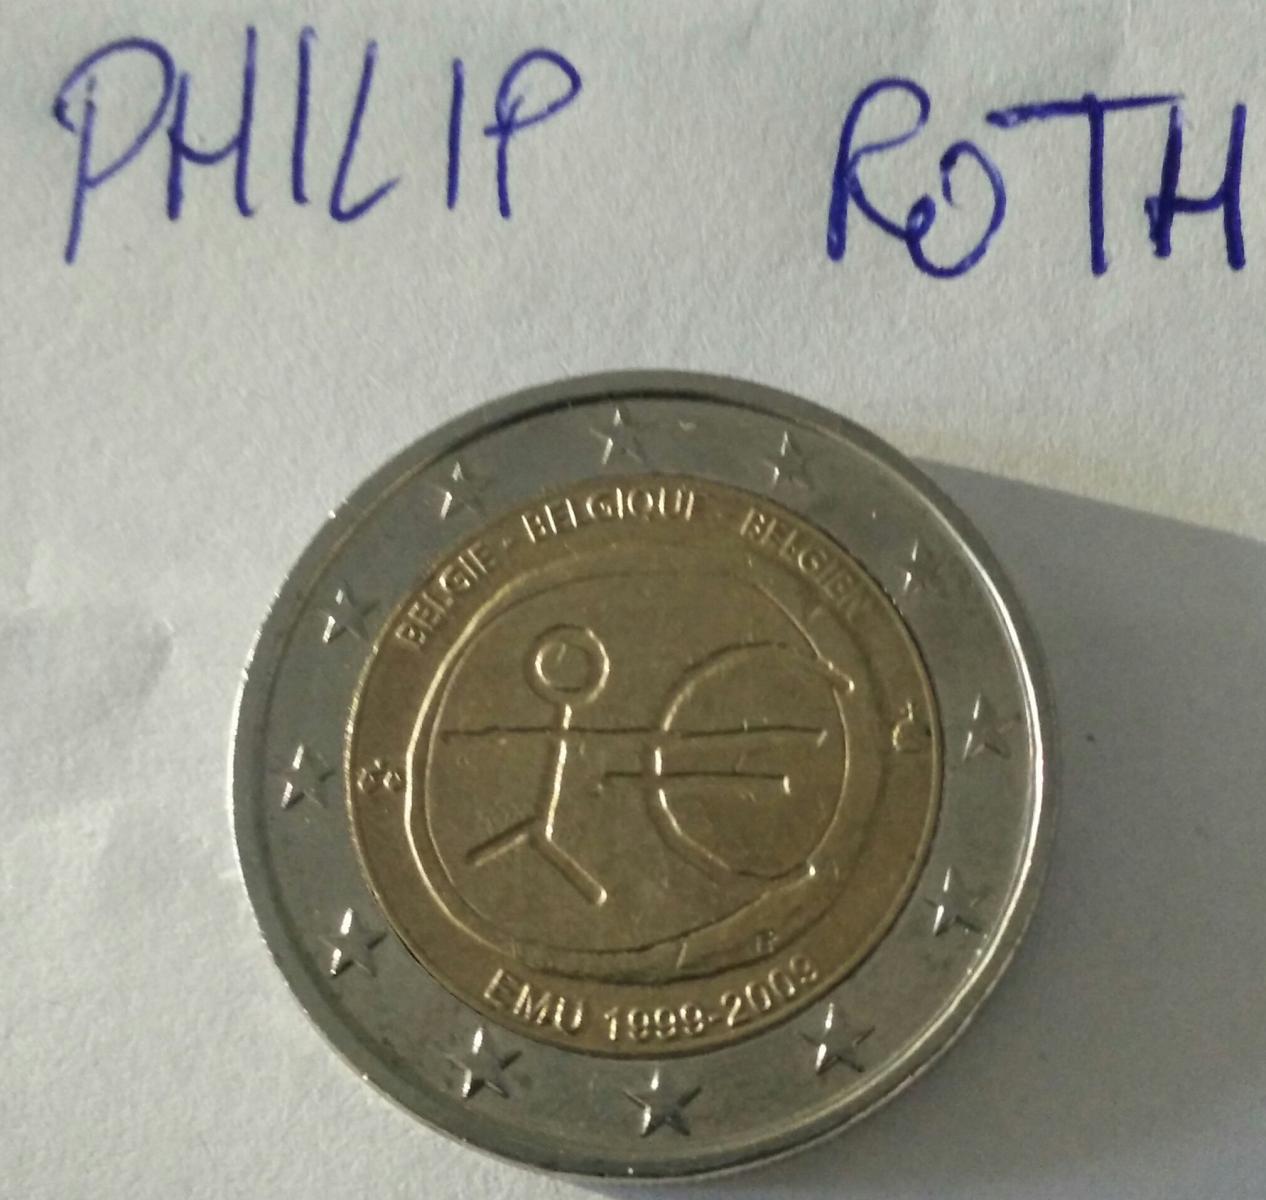 PHILIP ROTH
BELGIE - BELGIQUE - BELGIEN
EMU 1999-2009